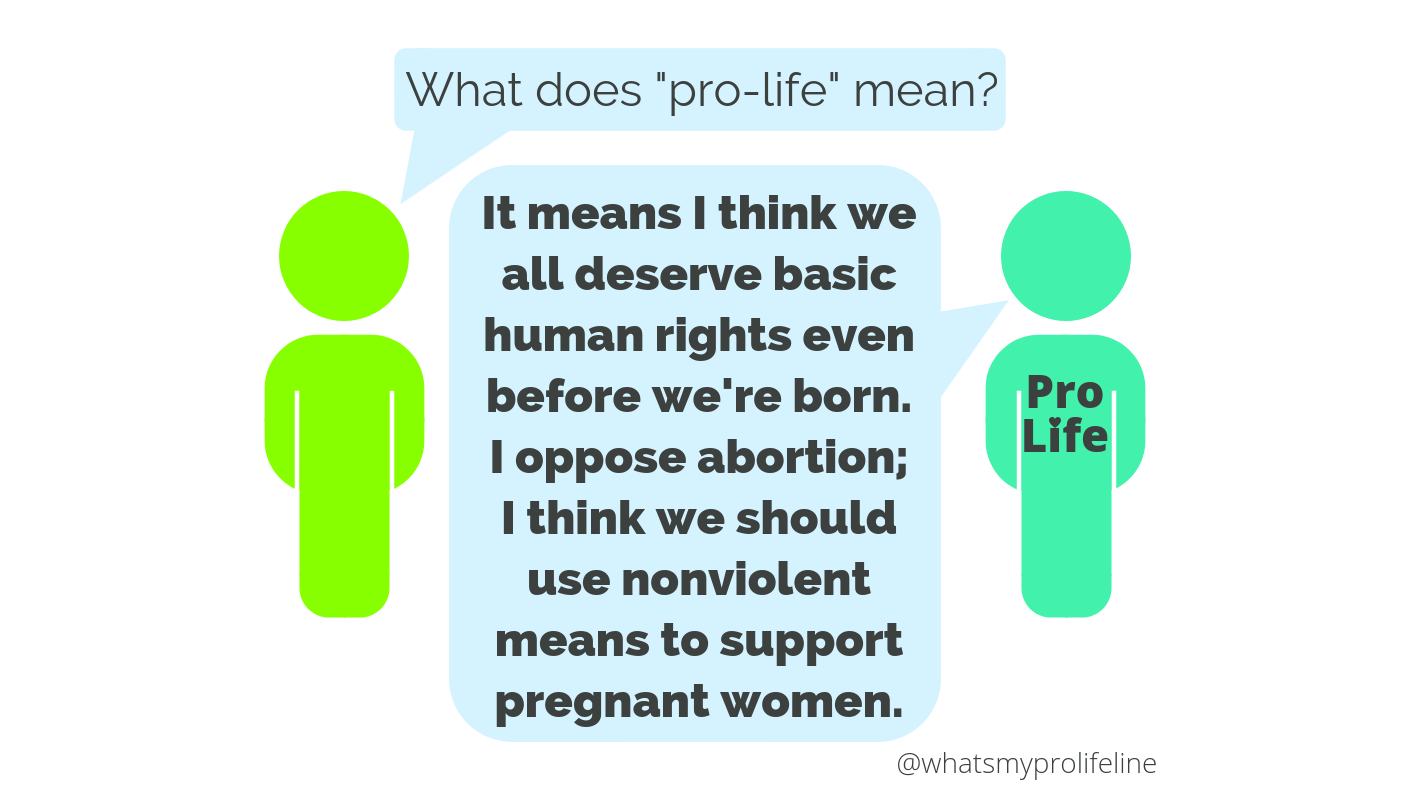 What does "pro-life" mean?
It means I think we
all deserve basic
human rights even
before we're born.
I oppose abortion;
I think we should
use nonviolent
means to support
pregnant women.
Pro
Life
@whatsmyprolifeline